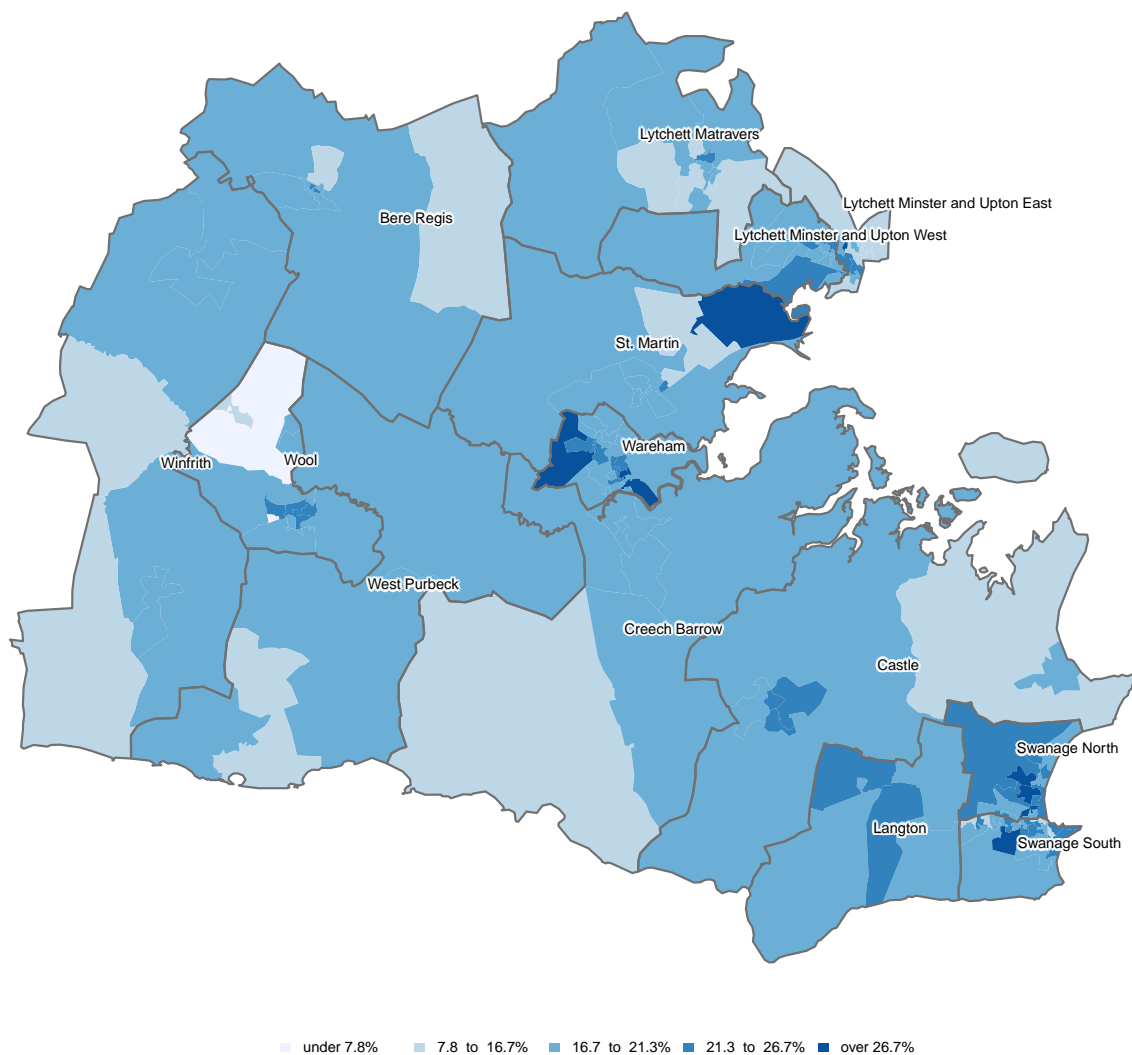 Lytchett Matravers
Lytchett Minster and Upton East
Bere Regis
Lytchett Minster and Upton West
St. Martin
Wareham
Winfrith
Wool
West Purbeck
Creech Barrow
Castle
Swanage North
Langton
Swanage South
under 7.8%
7.8 to 16.7%
16.7 to 21.3%
21.3 to 26.7%
over 26.7%